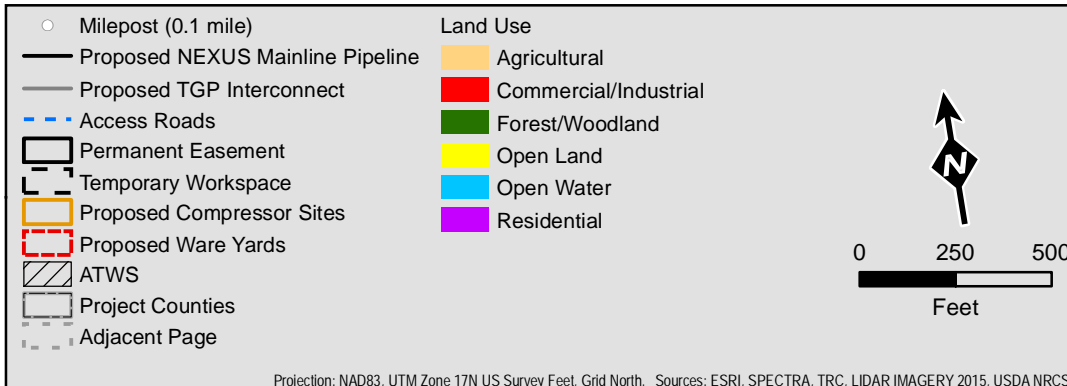 Milepost (0.1 mile)
Proposed NEXUS Mainline Pipeline
Proposed TGP Interconnect
Access Roads
Permanent Easement
Temporary Workspace
Proposed Compressor Sites
Proposed Ware Yards
ATWS
Project Counties
Adjacent Page
Land Use
Agricultural
Commercial/Industrial
Forest/Woodland
Open Land
Open Water
Residential
N
0 250 500
Feet
Projection: NAD83, UTM Zone 17N US Survey Feet, Grid North, Sources: ESRI, SPECTRA, TRC, LIDAR IMAGERY 2015, USDA NRCS